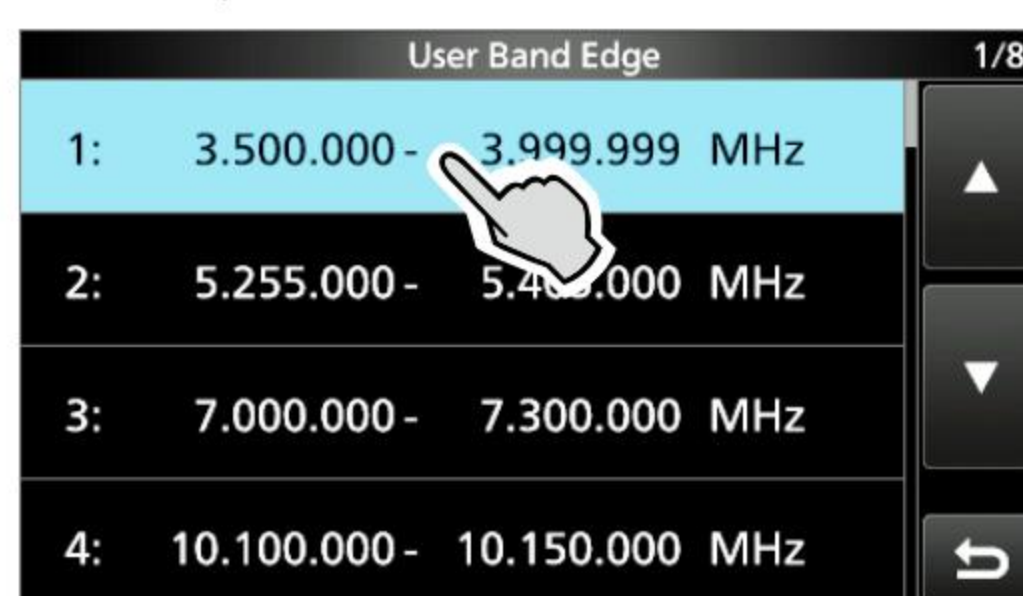 User Band Edge 1/8
1: 3.500.000 - 3.999.999 MHz
2: 5.255.000 - MHz
3: 7.000.000 - 7.300.000 MHz
4: 10.100.000 - 10.150.000 MHz